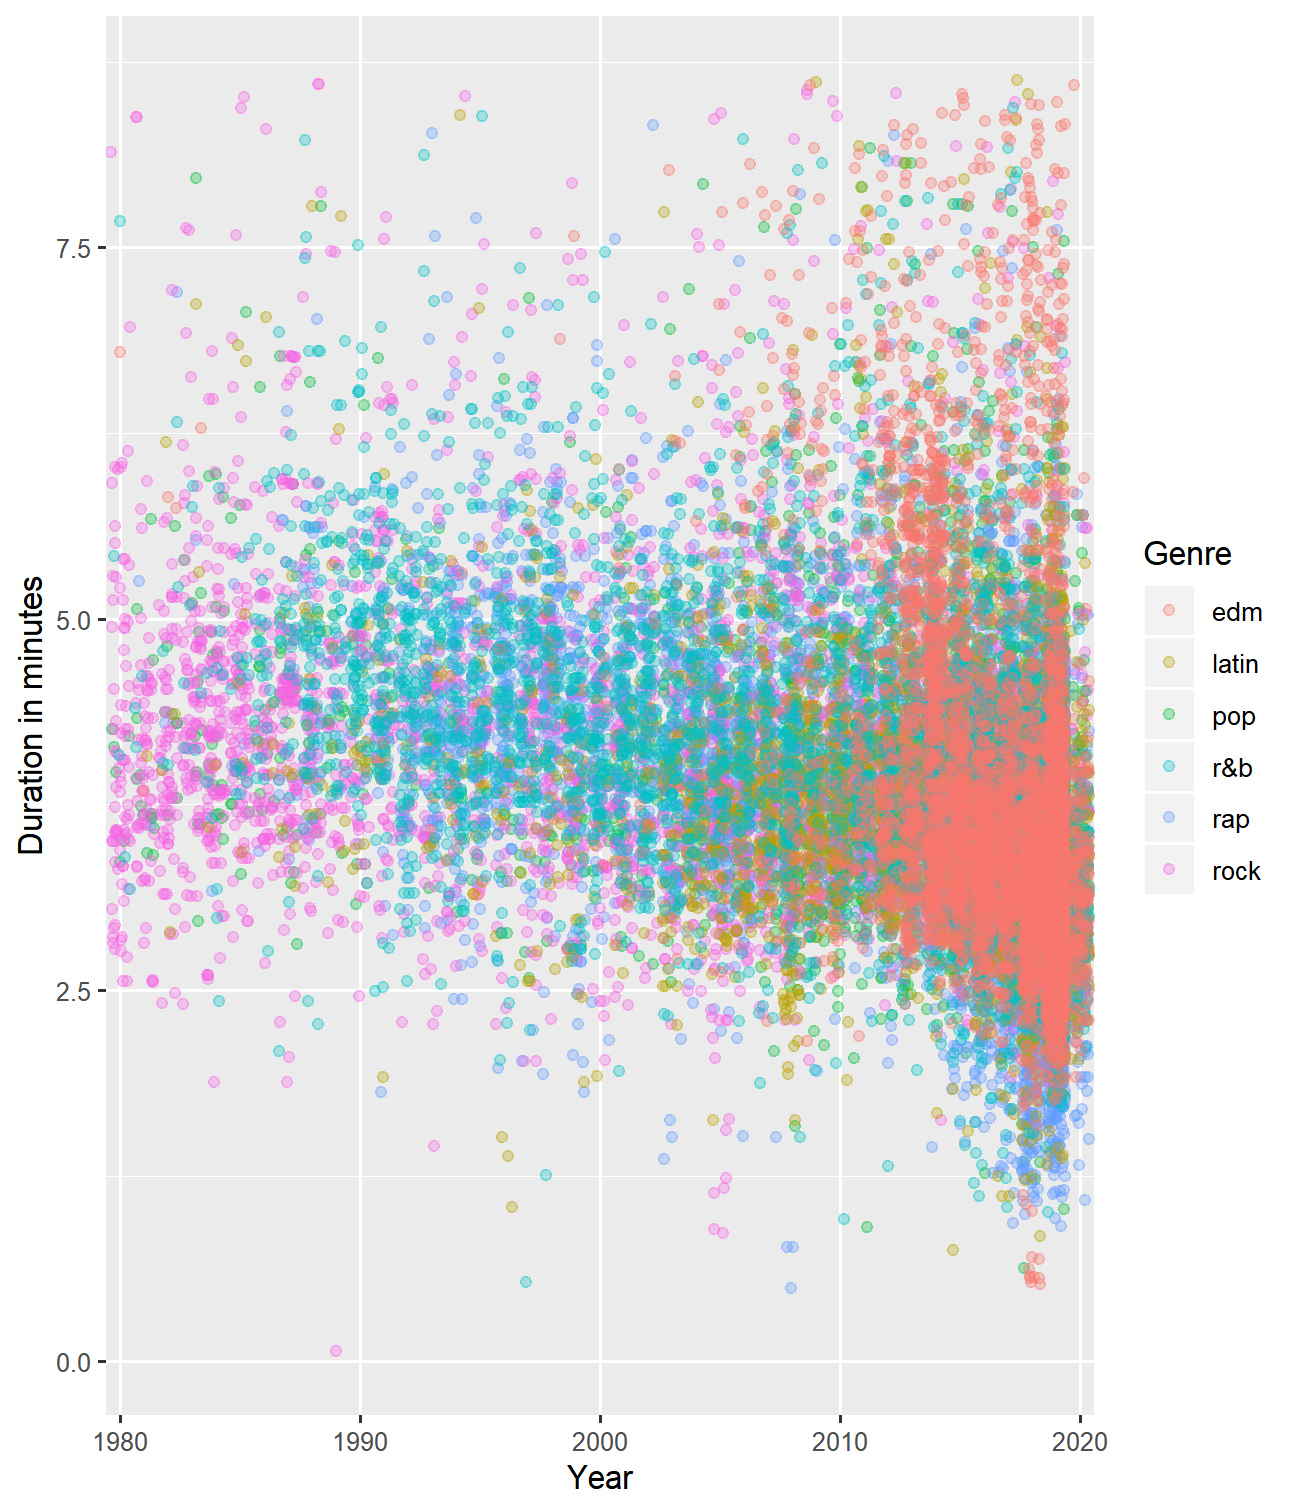 7.5
5.0
2.5
0.0
Duration in minutes
1980
1990
2000
2010
2020
Year
Genre
edm
latin
pop
r&b
rap
rock